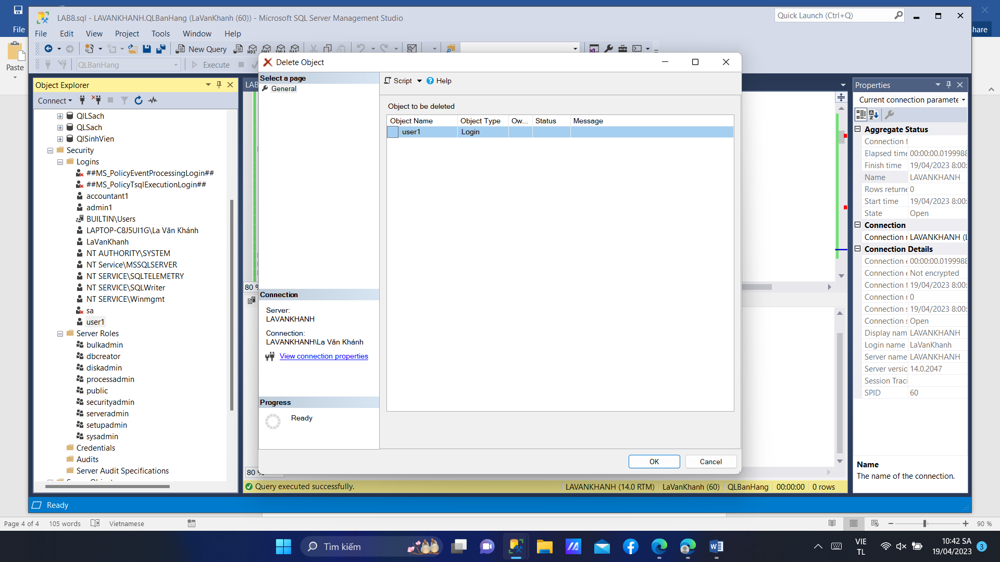 LAB8.sql - LAVANKHANH.QLBanHang (LaVanKhanh (60)) - Microsoft SQL Server Management Studio
Quick Launch (Ctrl+Q)
File
File Edit View Project Tools Window Help
hare
New Query
MDX DMX XMLA DAX
Paste
QLBanHang
Execute
Object Explorer
Connect
QlLSach
QLSach
QlSinhVien
Security
Logins
##MS_PolicyEventProcessingLogin##
##MS_PolicyTsqlExecutionLogin##
accountant1
admin1
BUILTIN\Users
LAPTOP-C8J5UI1G\La Văn Khánh
LaVanKhanh
NT AUTHORITY\SYSTEM
NT Service\MSSQLSERVER
NT SERVICE\SQLTELEMETRY
NT SERVICE\SQLWriter
NT SERVICE\Winmgmt
sa
user1
Server Roles
bulkadmin
dbcreator
diskadmin
processadmin
public
securityadmin
serveradmin
setupadmin
sysadmin
Credentials
Audits
Server Audit Specifications
LAB
80 %
80 %
Delete Object
Select a page
General
Script Help
Object to be deleted
Object Name Object Type Ow... Status Message
user1 Login
Connection
Server:
LAVANKHANH
Connection:
LAVANKHANH\La Văn Khánh
View connection properties
Progress
Ready
OK Cancel
Query executed successfully.
LAVANKHANH (14.0 RTM) LaVanKhanh (60) QLBanHang 00:00:00 0 rows
Properties
Current connection paramete
Aggregate Status
Connection f
Elapsed time 00:00:00.0199988
Finish time 19/04/2023 8:00:
Name LAVANKHANH
Rows returne 0
Start time 19/04/2023 8:00:
State Open
Connection
Connection r LAVANKHANH (L
Connection Details
Connection e 00:00:00.0199988
Connection e Not encrypted
Connection f 19/04/2023 8:00:
Connection r 0
Connection s 19/04/2023 8:00:
Connection s Open
Display nam LAVANKHANH
Login name LaVanKhanh
Server name LAVANKHANH
Server versic 14.0.2047
Session Traci
SPID 60
Name
The name of the connection.
Ready
Page 4 of 4 105 words Vietnamese
90 %
Tìm kiếm
VIE
TL
10:42 SA
19/04/2023
3